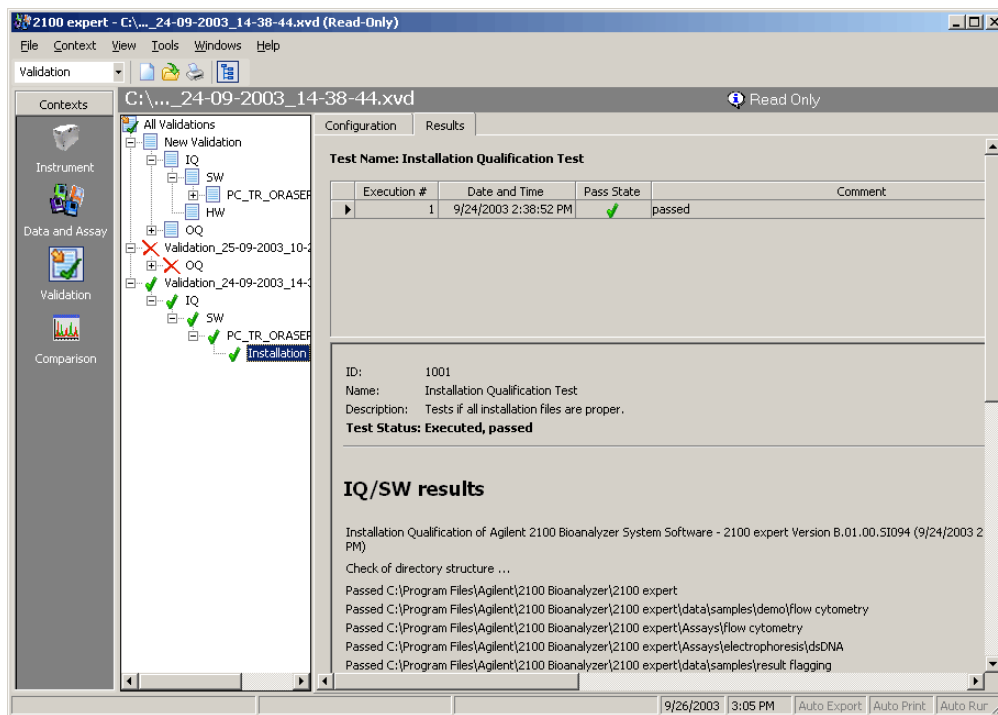 2100 expert - C:\..._24-09-2003_14-38-44.xvd (Read-Only)
File Context View Tools Windows Help
Validation
Contexts
C:\..._24-09-2003_14-38-44.xvd
Read Only
Instrument
Data and Assay
Validation
Comparison
All Validations
New Validation
IQ
SW
PC_TR_ORASER
HW
OQ
Validation_25-09-2003_10-2
OQ
Validation_24-09-2003_14-3
IQ
SW
PC_TR_ORASER
Installation
Configuration Results
Test Name: Installation Qualification Test
Execution # Date and Time Pass State Comment
1 9/24/2003 2:38:52 PM passed
ID: 1001
Name: Installation Qualification Test
Description: Tests if all installation files are proper.
Test Status: Executed, passed
IQ/SW results
Installation Qualification of Agilent 2100 Bioanalyzer System Software - 2100 expert Version B.01.00.SI094 (9/24/2003 2
PM)
Check of directory structure ...
Passed C:\Program Files\Agilent\2100 Bioanalyzer\2100 expert
Passed C:\Program Files\Agilent\2100 Bioanalyzer\2100 expert\data\samples\demo\flow cytometry
Passed C:\Program Files\Agilent\2100 Bioanalyzer\2100 expert\Assays\flow cytometry
Passed C:\Program Files\Agilent\2100 Bioanalyzer\2100 expert\Assays\electrophoresis\dsDNA
Passed C:\Program Files\Agilent\2100 Bioanalyzer\2100 expert\data\samples\result flagging
9/26/2003 3:05 PM Auto Export Auto Print Auto Run